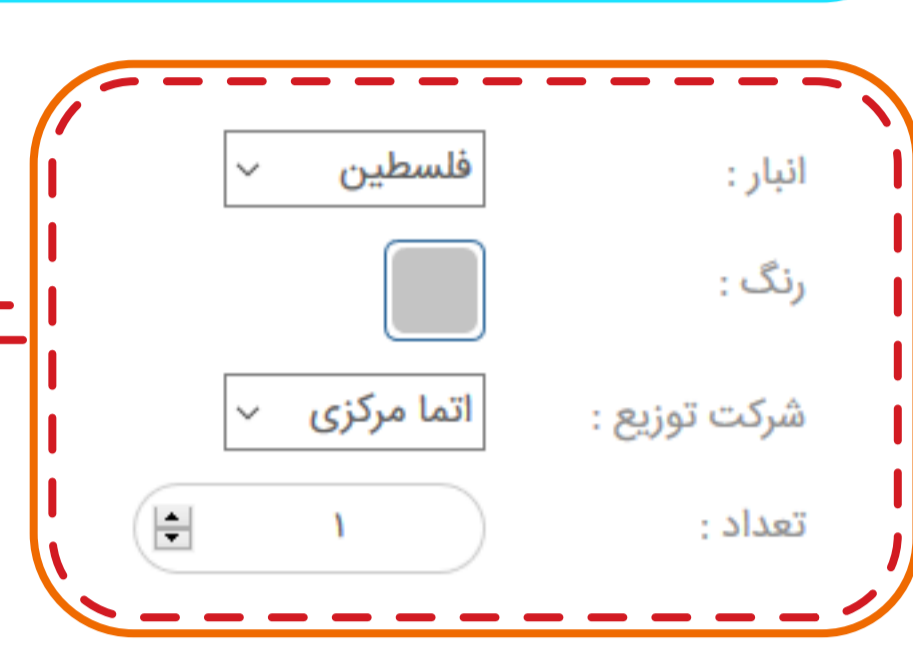 انبار : فلسطین
رنگ :
شرکت توزیع : اتما مرکزی
تعداد : ۱